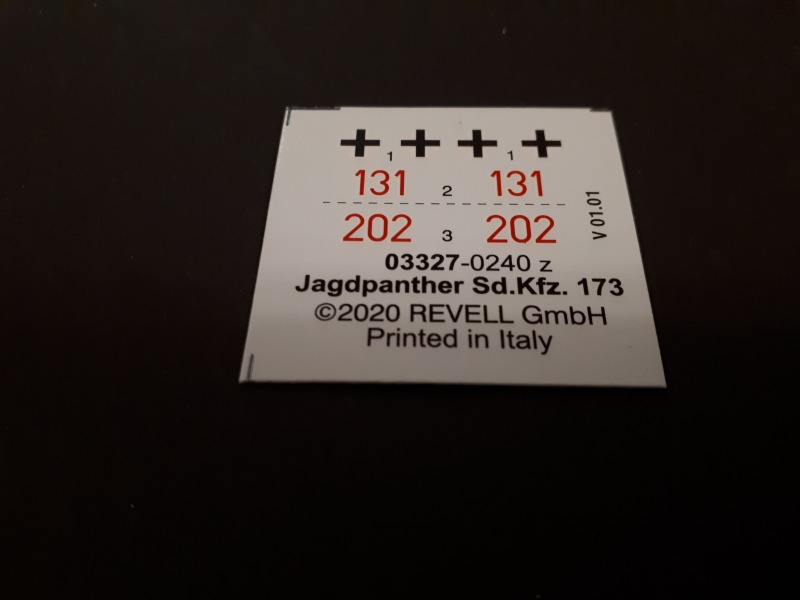 1 1
131 2 131
202 3 202
V 01.01
03327-0240 z
Jagdpanther Sd.Kfz. 173
©2020 REVELL GmbH
Printed in Italy